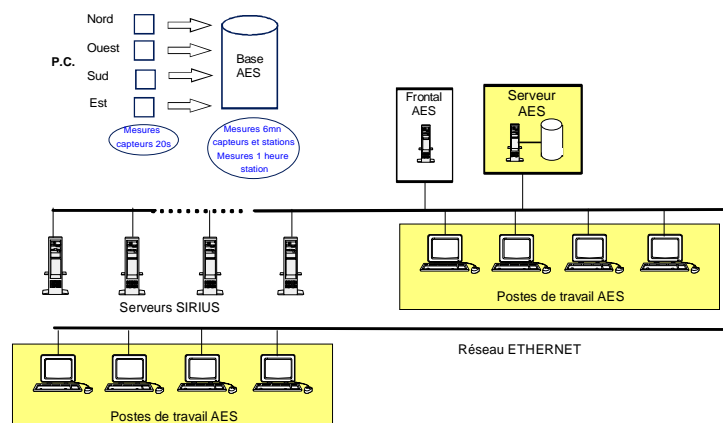 Nord
Ouest
P.C.
Sud
Est
Base
AES
Mesures
capteurs 20s
Mesures 6mn
capteurs et stations
Mesures 1 heure
station
Frontal
AES
Serveur
AES
Serveurs SIRIUS
Postes de travail AES
Réseau ETHERNET
Postes de travail AES